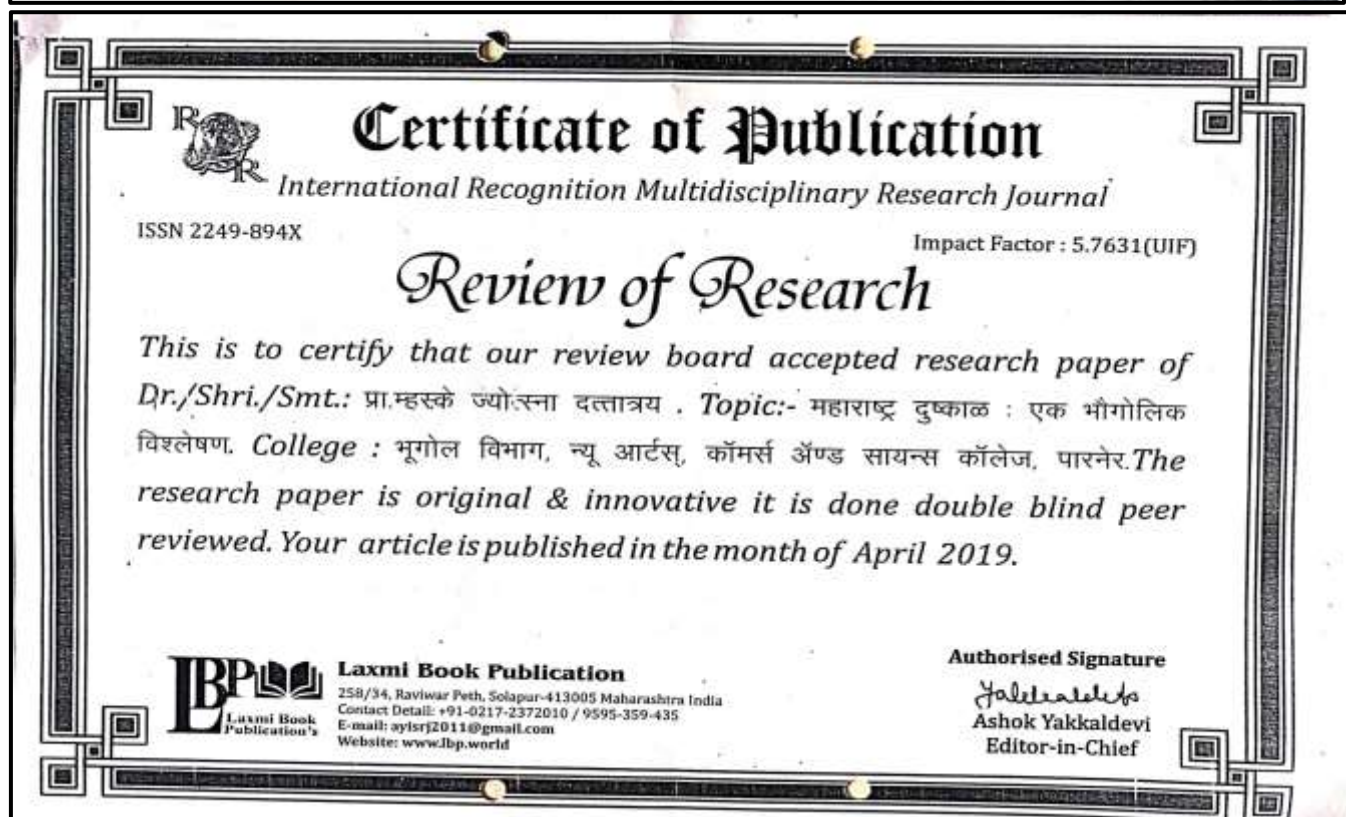 R
R
Certificate of Publication
International Recognition Multidisciplinary Research Journal
ISSN 2249-894X
Impact Factor : 5.7631(UIF)
Review of Research
This is to certify that our review board accepted research paper of
Dr./Shri./Smt.: प्रा.म्हस्के ज्योत्स्ना दत्तात्रय . Topic:- महाराष्ट्र दुष्काळ : एक भौगोलिक
विश्लेषण. College : भूगोल विभाग, न्यू आर्टस्, कॉमर्स ॲण्ड सायन्स कॉलेज, पारनेर.The
research paper is original & innovative it is done double blind peer
reviewed. Your article is published in the month of April 2019.
LBP
Laxmi Book
Publication's
Laxmi Book Publication
258/34, Raviwar Peth, Solapur-413005 Maharashtra India
Contact Detail: +91-0217-2372010 / 9595-359-435
E-mail: ayisrj2011@gmail.com
Website: www.lbp.world
Authorised Signature
Ashok Yakkaldevi
Editor-in-Chief